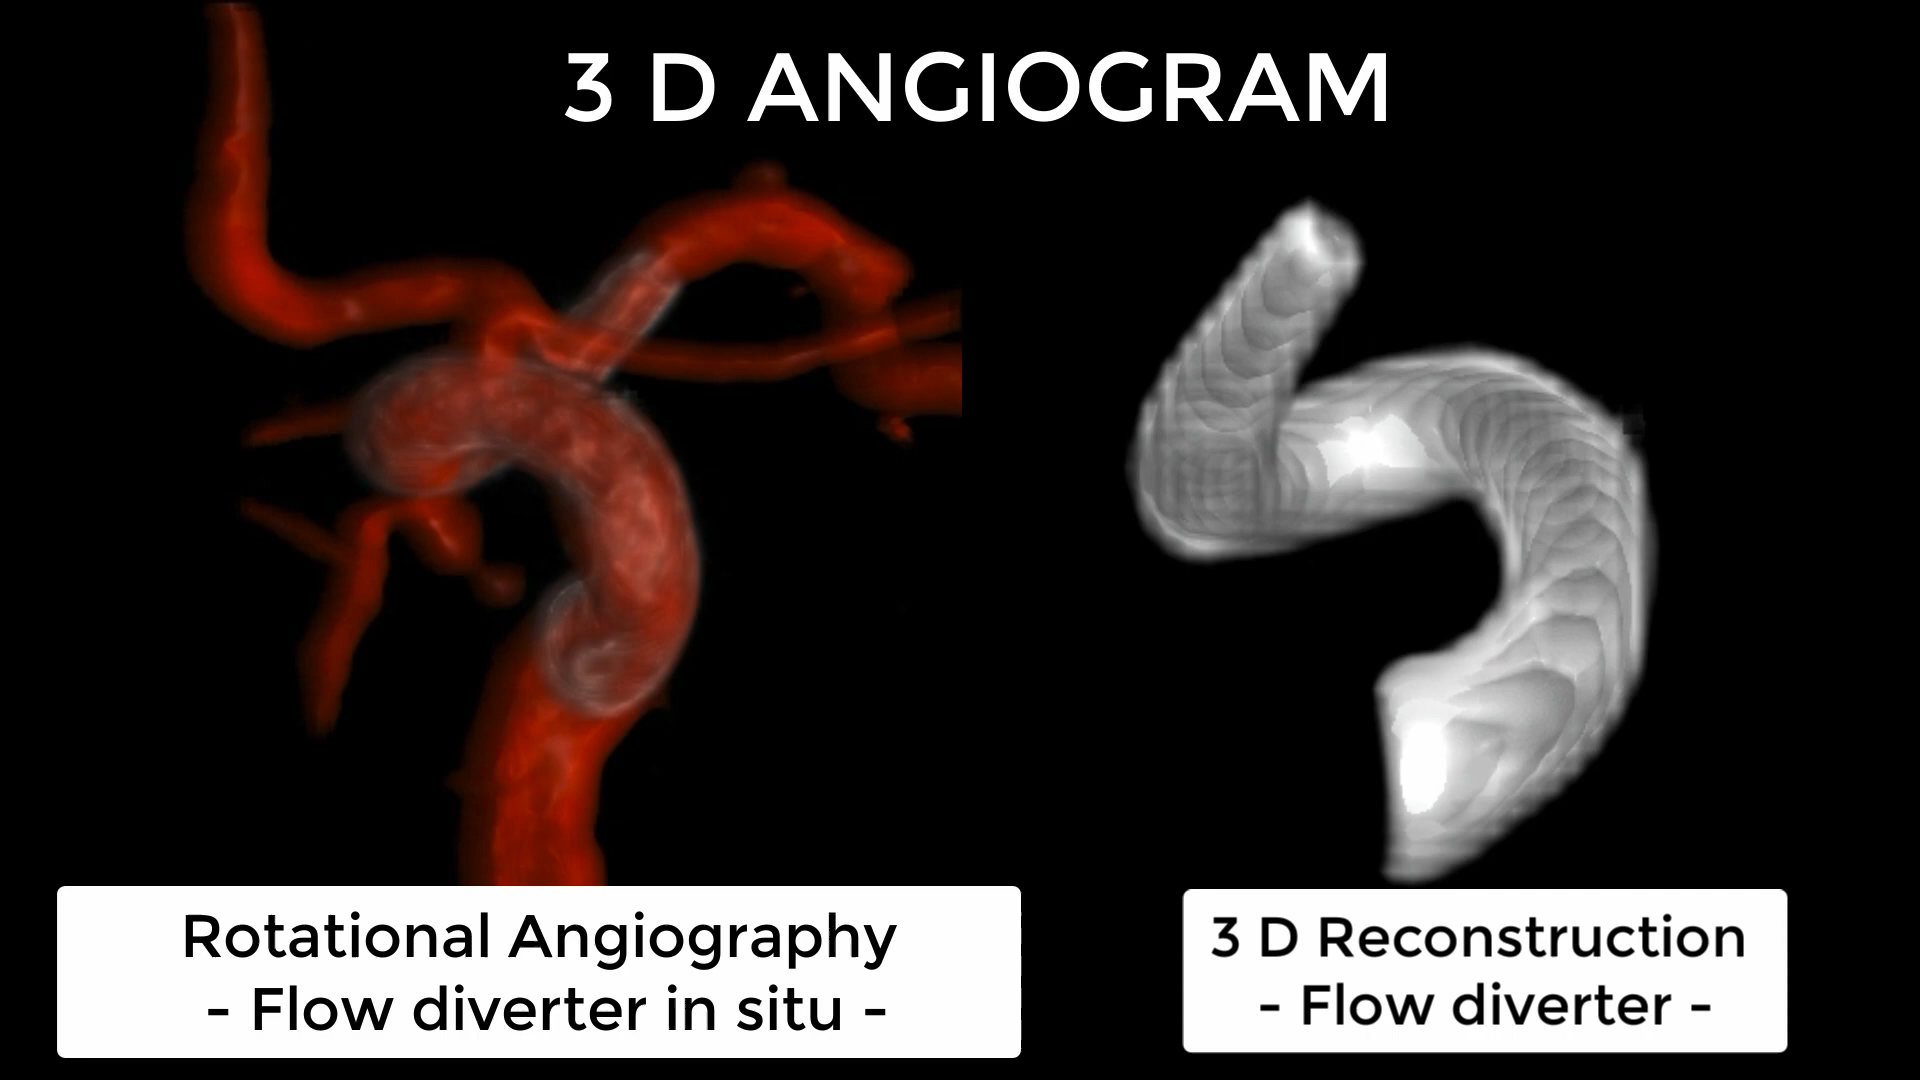 3 D ANGIOGRAM
Rotational Angiography
- Flow diverter in situ -
3 D Reconstruction
- Flow diverter -